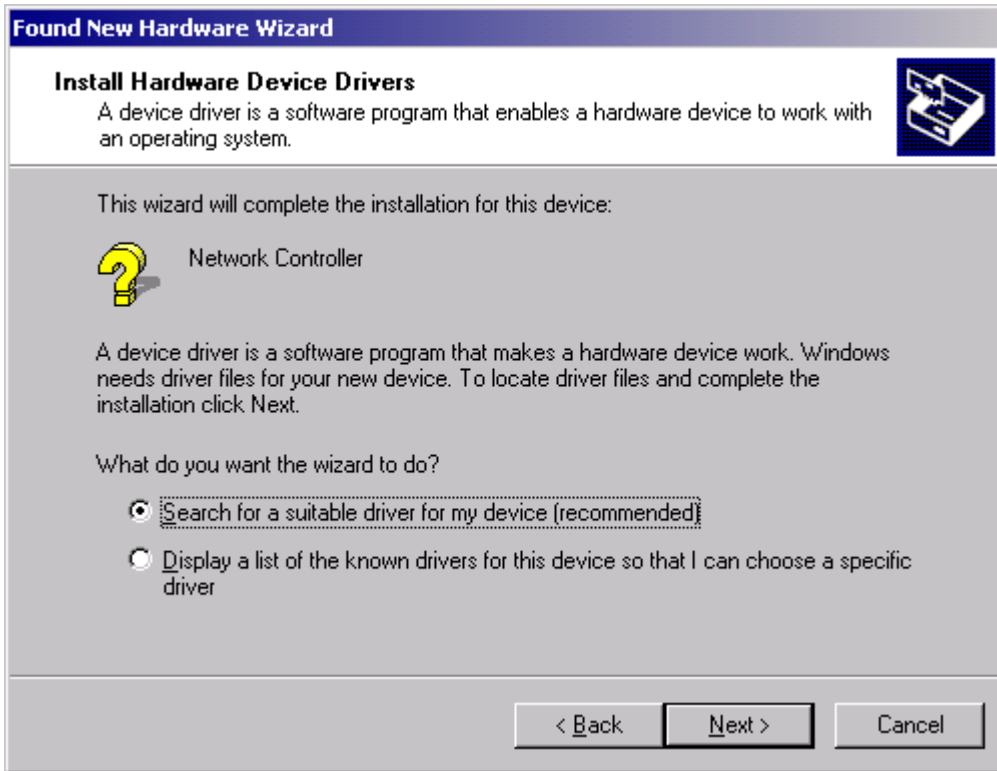 Found New Hardware Wizard
Install Hardware Device Drivers
A device driver is a software program that enables a hardware device to work with
an operating system.
This wizard will complete the installation for this device:
Network Controller
A device driver is a software program that makes a hardware device work. Windows
needs driver files for your new device. To locate driver files and complete the
installation click Next.
What do you want the wizard to do?
Search for a suitable driver for my device (recommended)
Display a list of the known drivers for this device so that I can choose a specific
driver
< Back
Next >
Cancel